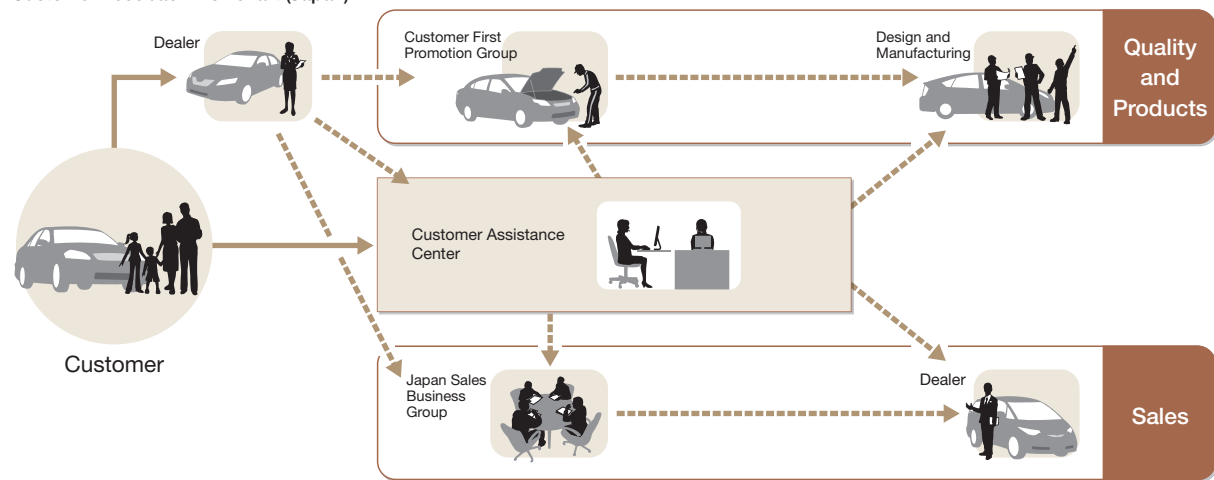 Dealer
Customer First
Promotion Group
Design and
Manufacturing
Quality
and
Products
Customer Assistance
Center
Customer
Japan Sales
Business
Group
Dealer
Sales